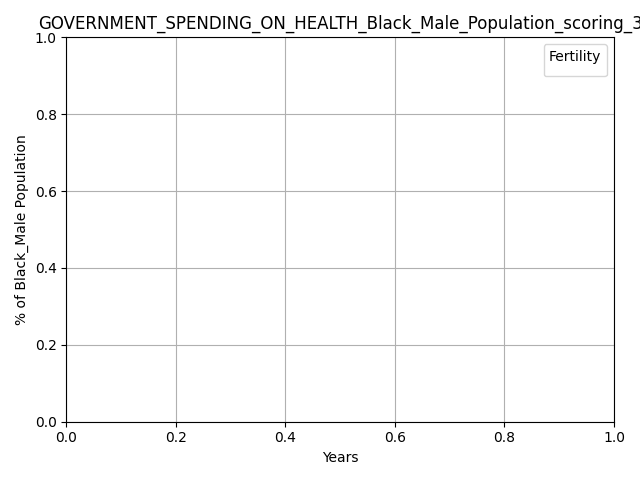 GOVERNMENT_SPENDING_ON_HEALTH_Black_Male_Population_scoring_3
Fertility
1.0
0.8
0.6
0.4
0.2
0.0
% of Black_Male Population
0.0 0.2 0.4 0.6 0.8 1.0
Years